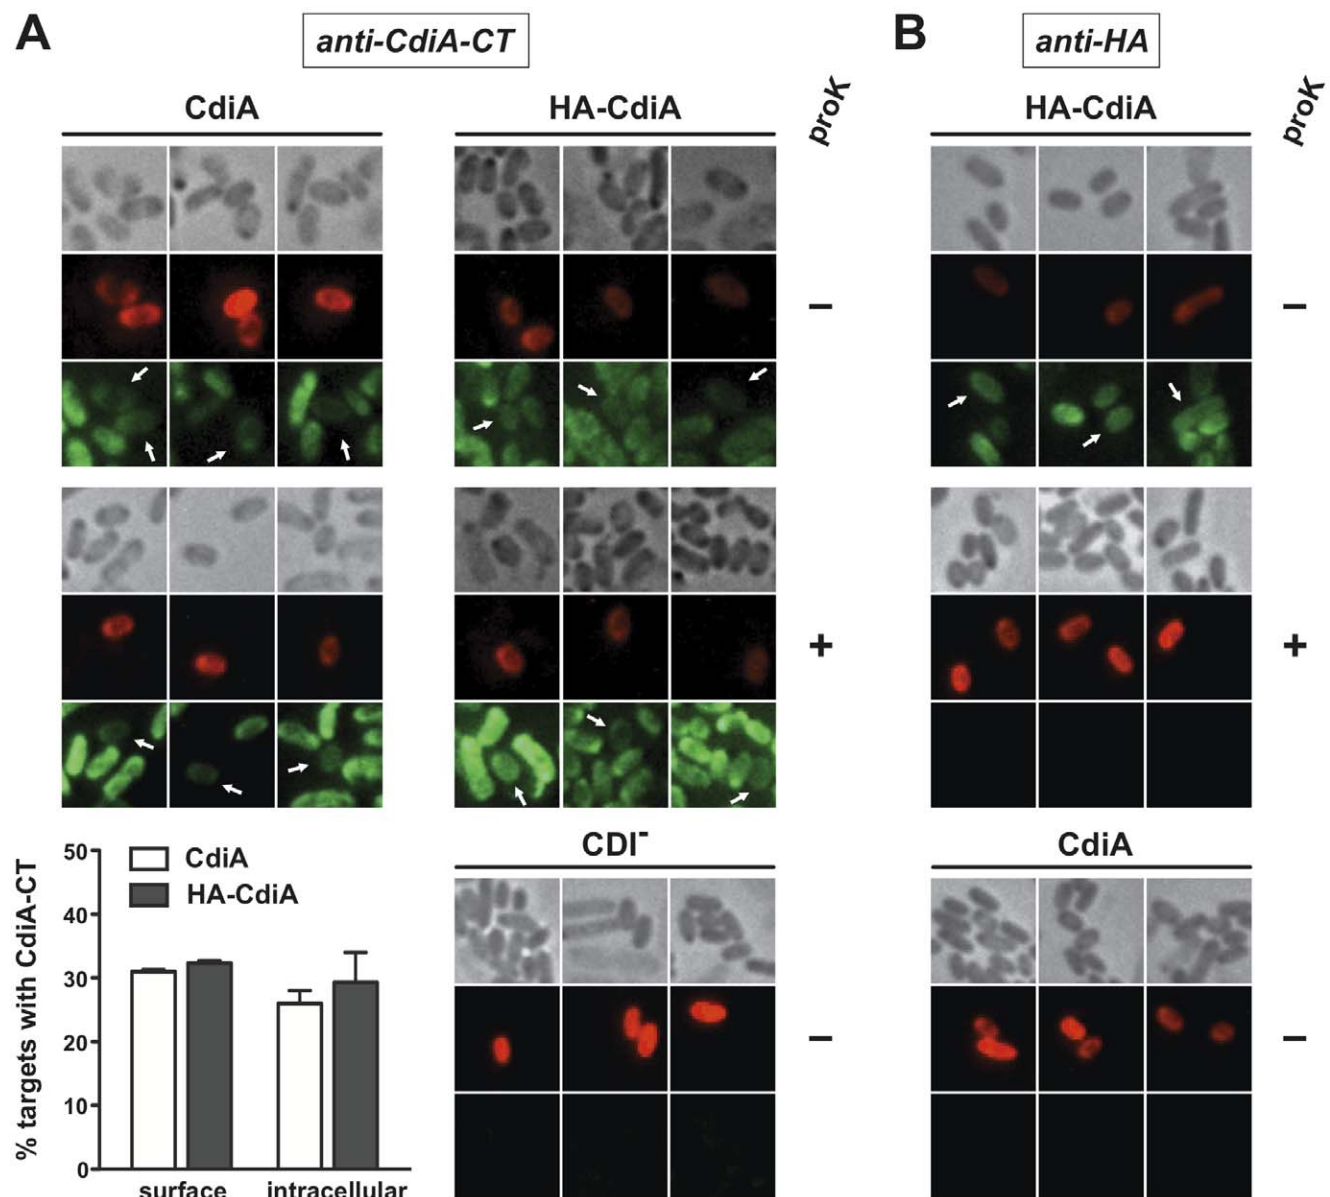 A
anti-CdiA-CT
B
anti-HA
CdiA
HA-CdiA
proK
HA-CdiA
proK
–
–
+
+
50
40
30
20
10
0
% targets with CdiA-CT
CdiA
HA-CdiA
surface
intracellular
CDI⁻
–
CdiA
–